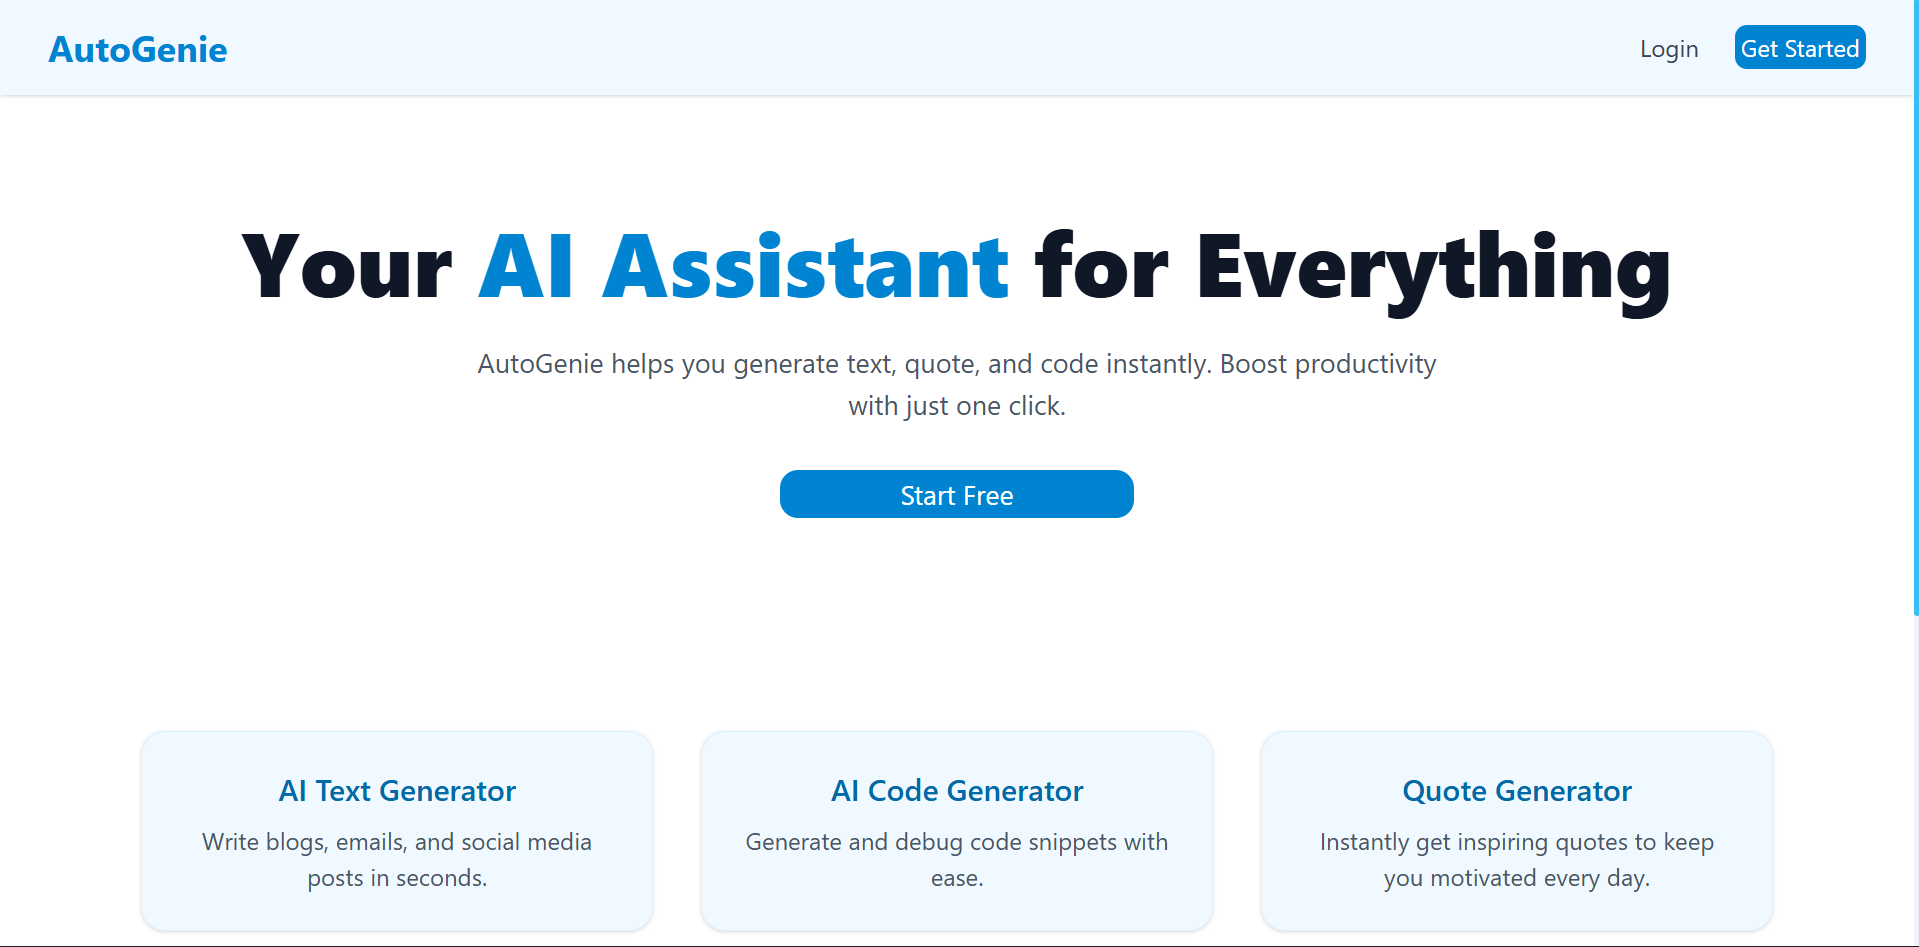 AutoGenie
Login
Get Started
Your AI Assistant for Everything
AutoGenie helps you generate text, quote, and code instantly. Boost productivity
with just one click.
Start Free
AI Text Generator
Write blogs, emails, and social media
posts in seconds.
AI Code Generator
Generate and debug code snippets with
ease.
Quote Generator
Instantly get inspiring quotes to keep
you motivated every day.